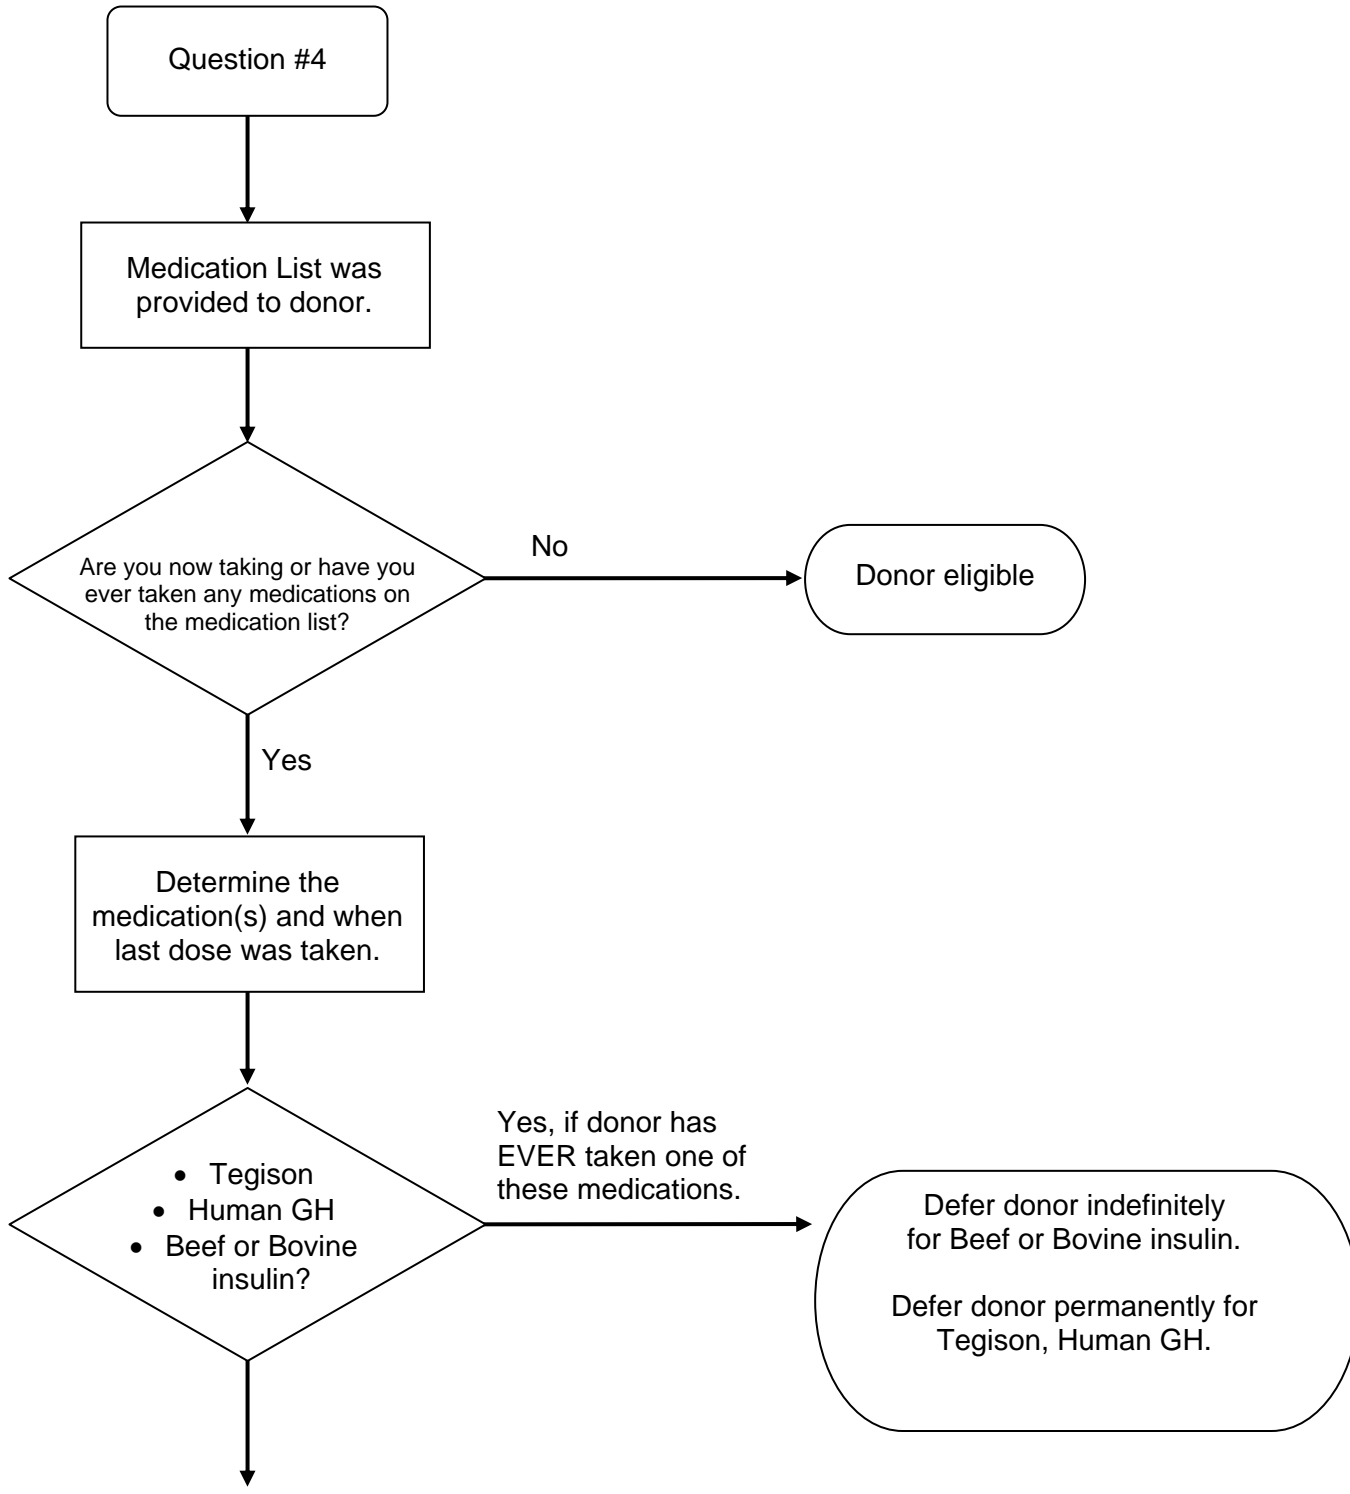 Question #4
Medication List was
provided to donor.
Are you now taking or have you
ever taken any medications on
the medication list?
No
Donor eligible
Yes
Determine the
medication(s) and when
last dose was taken.
• Tegison
• Human GH
• Beef or Bovine
insulin?
Yes, if donor has
EVER taken one of
these medications.
Defer donor indefinitely
for Beef or Bovine insulin.
Defer donor permanently for
Tegison, Human GH.